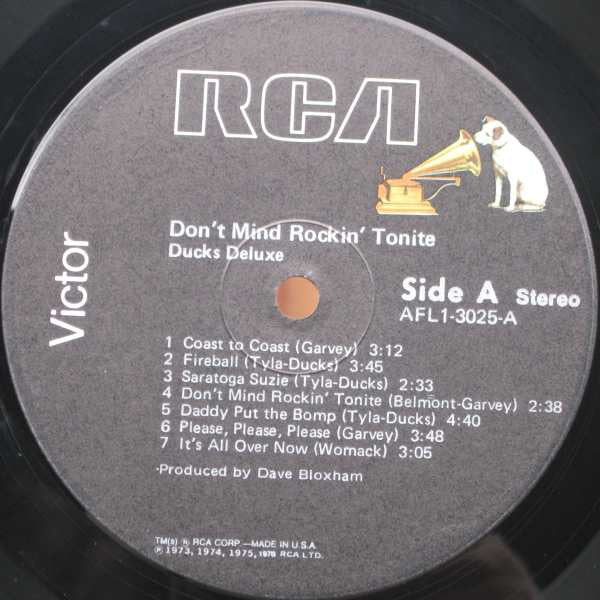 RCA
Victor
Don't Mind Rockin' Tonite
Ducks Deluxe
Side A Stereo
AFL1-3025-A
1 Coast to Coast (Garvey) 3:12
2 Fireball (Tyla-Ducks) 3:45
3 Saratoga Suzie (Tyla-Ducks) 2:33
4 Don't Mind Rockin' Tonite (Belmont-Garvey) 2:38
5 Daddy Put the Bomp (Tyla-Ducks) 4:40
6 Please, Please, Please (Garvey) 3:48
7 It's All Over Now (Womack) 3:05
·Produced by Dave Bloxham
TM(s) ® RCA CORP.—MADE IN U.S.A.
℗ 1973, 1974, 1975, 1978 RCA LTD.